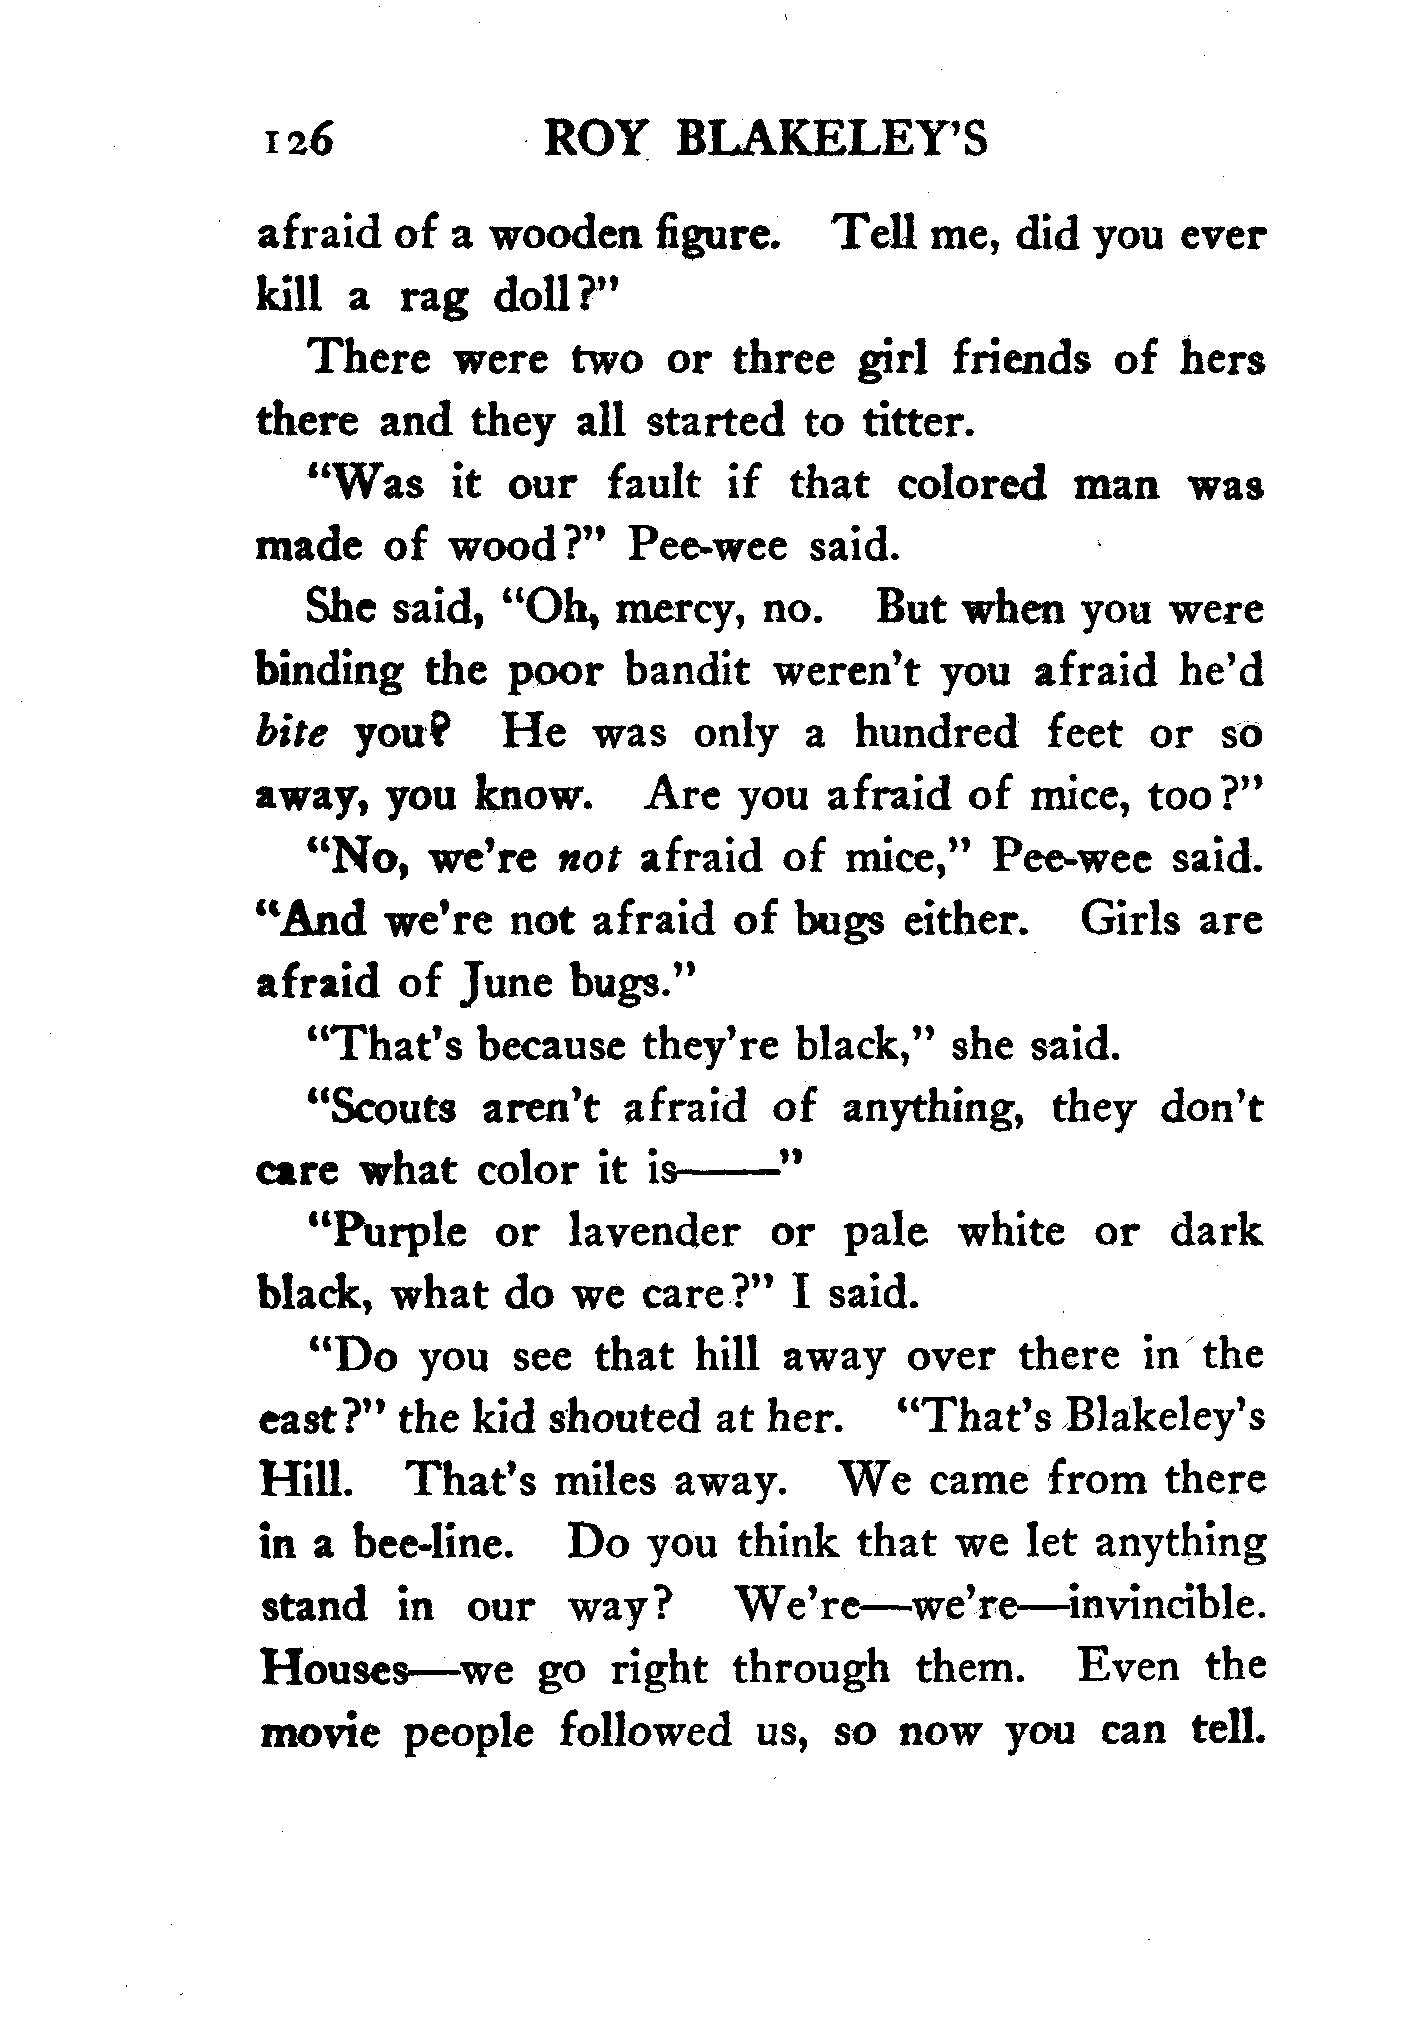 126 ROY BLAKELEY'S
afraid of a wooden figure. Tell me, did you ever
kill a rag doll?"
There were two or three girl friends of hers
there and they all started to titter.
"Was it our fault if that colored man was
made of wood?" Pee-wee said.
She said, "Oh, mercy, no. But when you were
binding the poor bandit weren't you afraid he'd
bite you? He was only a hundred feet or so
away, you know. Are you afraid of mice, too?"
"No, we're not afraid of mice," Pee-wee said.
"And we're not afraid of bugs either. Girls are
afraid of June bugs."
"That's because they're black," she said.
"Scouts aren't afraid of anything, they don't
care what color it is——"
"Purple or lavender or pale white or dark
black, what do we care?" I said.
"Do you see that hill away over there in the
east?" the kid shouted at her. "That's Blakeley's
Hill. That's miles away. We came from there
in a bee-line. Do you think that we let anything
stand in our way? We're—we're—invincible.
Houses—we go right through them. Even the
movie people followed us, so now you can tell.